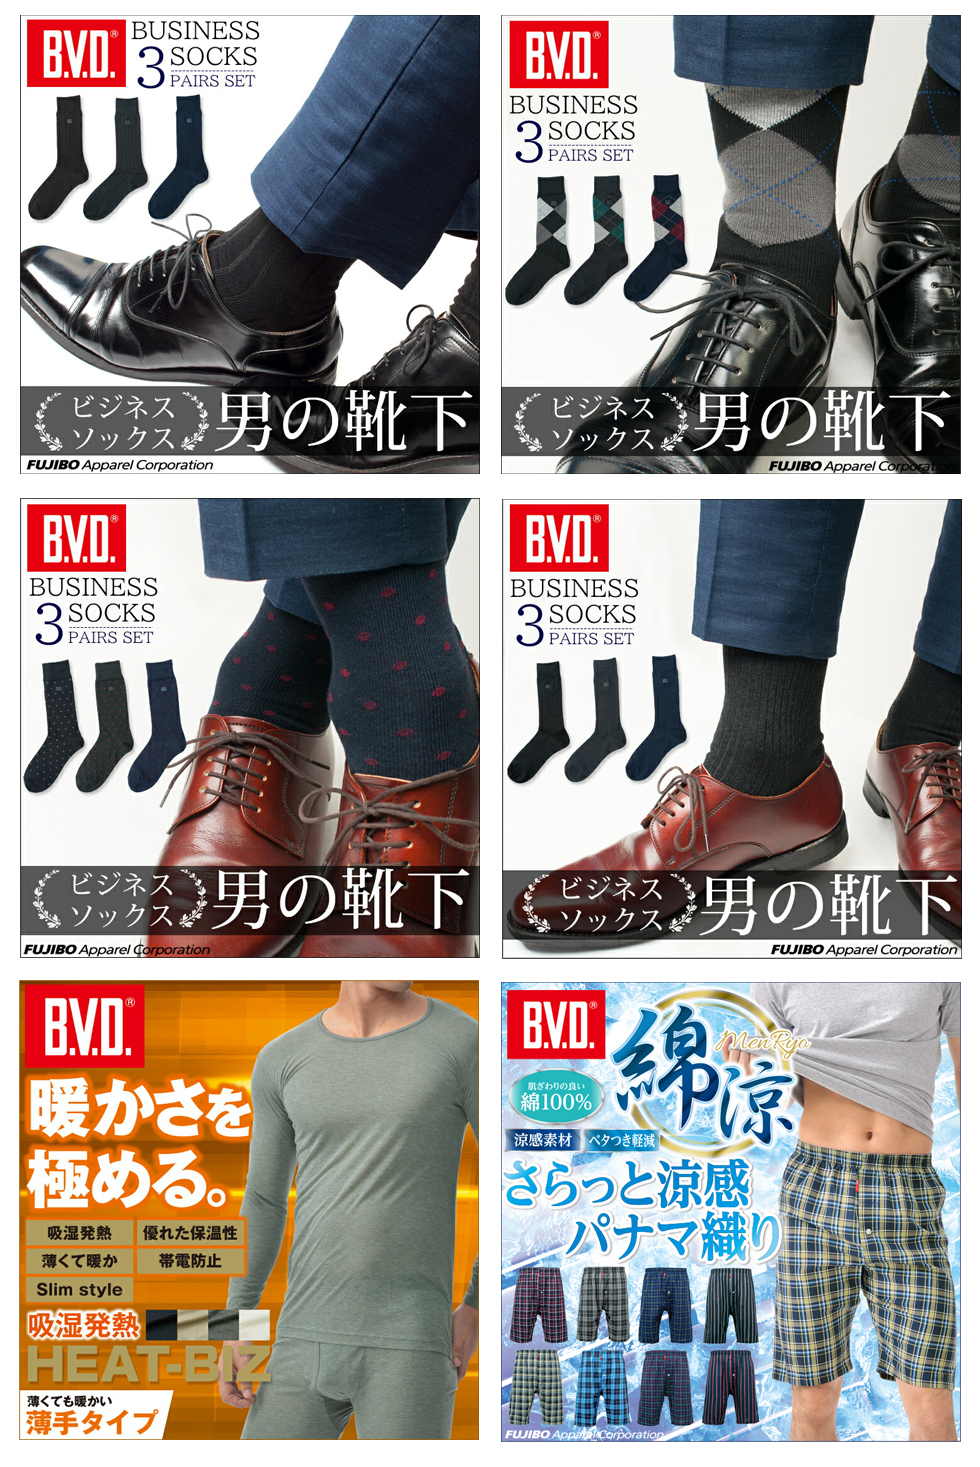 B.V.D.®
BUSINESS
3 SOCKS
PAIRS SET
ビジネス
ソックス
男の靴下
FUJIBO Apparel Corporation
B.V.D.®
BUSINESS
3 SOCKS
PAIRS SET
ビジネス
ソックス
男の靴下
FUJIBO Apparel Corporation
B.V.D.®
BUSINESS
3 SOCKS
PAIRS SET
ビジネス
ソックス
男の靴下
FUJIBO Apparel Corporation
B.V.D.®
BUSINESS
3 SOCKS
PAIRS SET
ビジネス
ソックス
男の靴下
FUJIBO Apparel Corporation
B.V.D.®
暖かさを
極める。
吸湿発熱 優れた保温性
薄くて暖か 帯電防止
Slim style
吸湿発熱
HEAT-BIZ
薄くても暖かい
薄手タイプ
B.V.D.®
綿涼
MenRyo
肌ざわりの良い
綿100%
涼感素材 ベタつき軽減
さらっと涼感
パナマ織り
FUJIBO Apparel Corporation